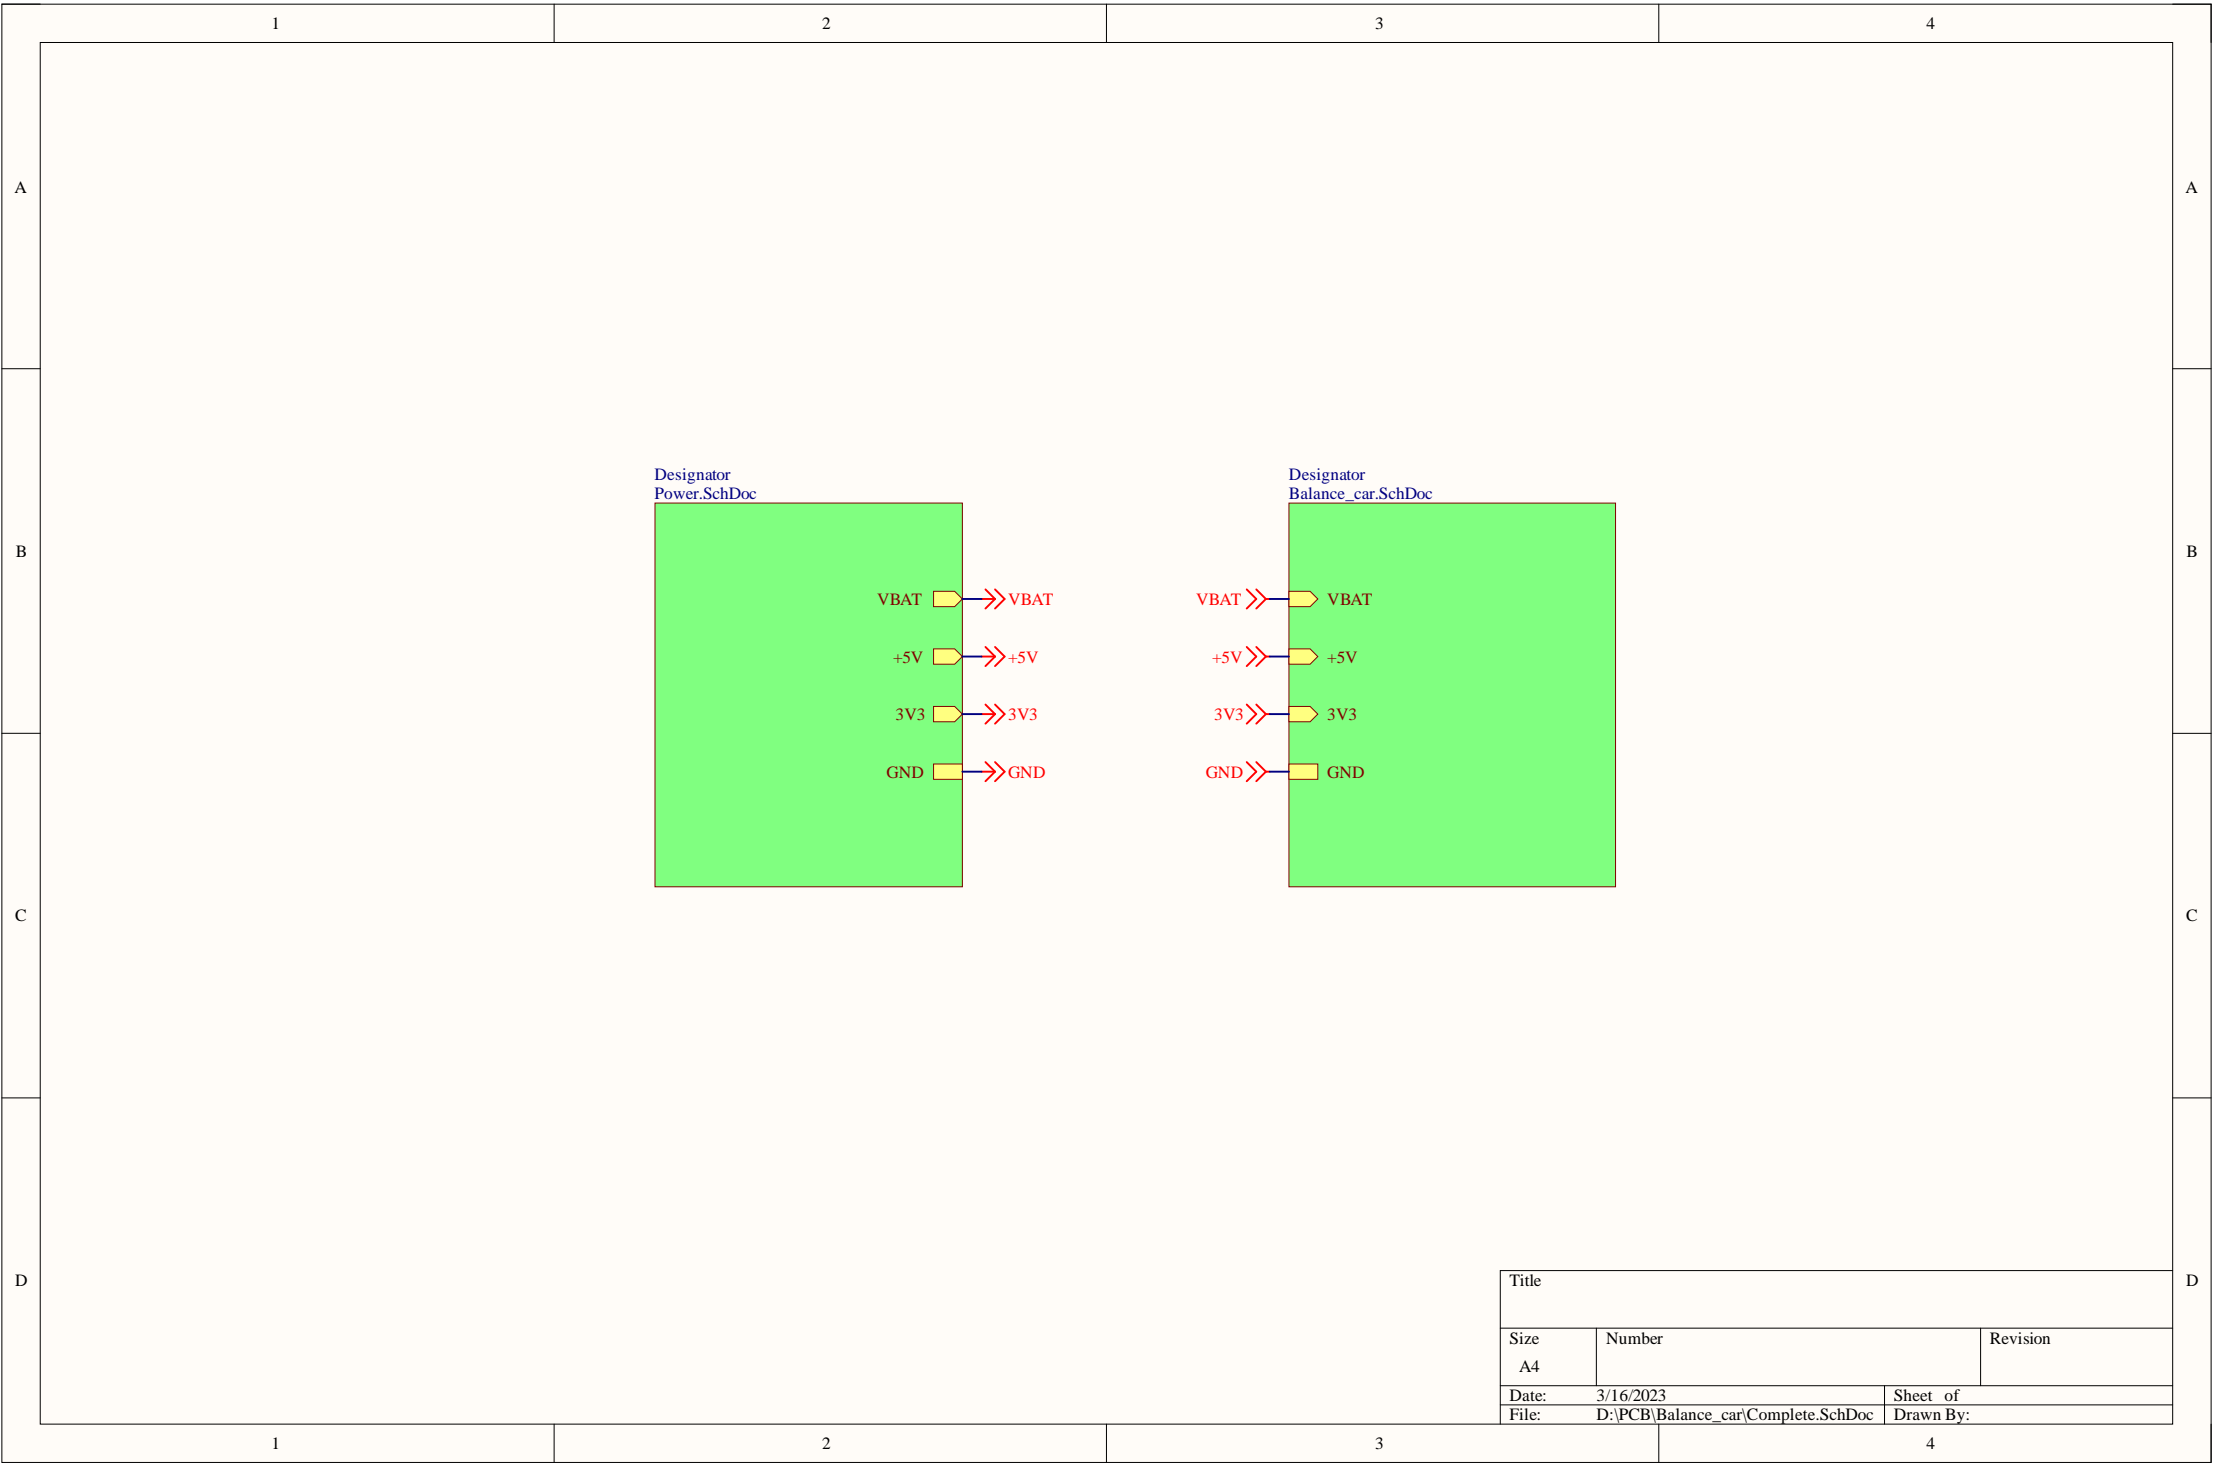 1 2 3 4
A A
Designator Designator
Power.SchDoc Balance_car.SchDoc
B B
VBAT VBAT VBAT VBAT
+5V +5V +5V +5V
3V3 3V3 3V3 3V3
GND GND GND GND
C C
D D
Title
Size Number Revision
A4
Date: 3/16/2023 Sheet of
File: D:\PCB\Balance_car\Complete.SchDoc Drawn By:
1 2 3 4